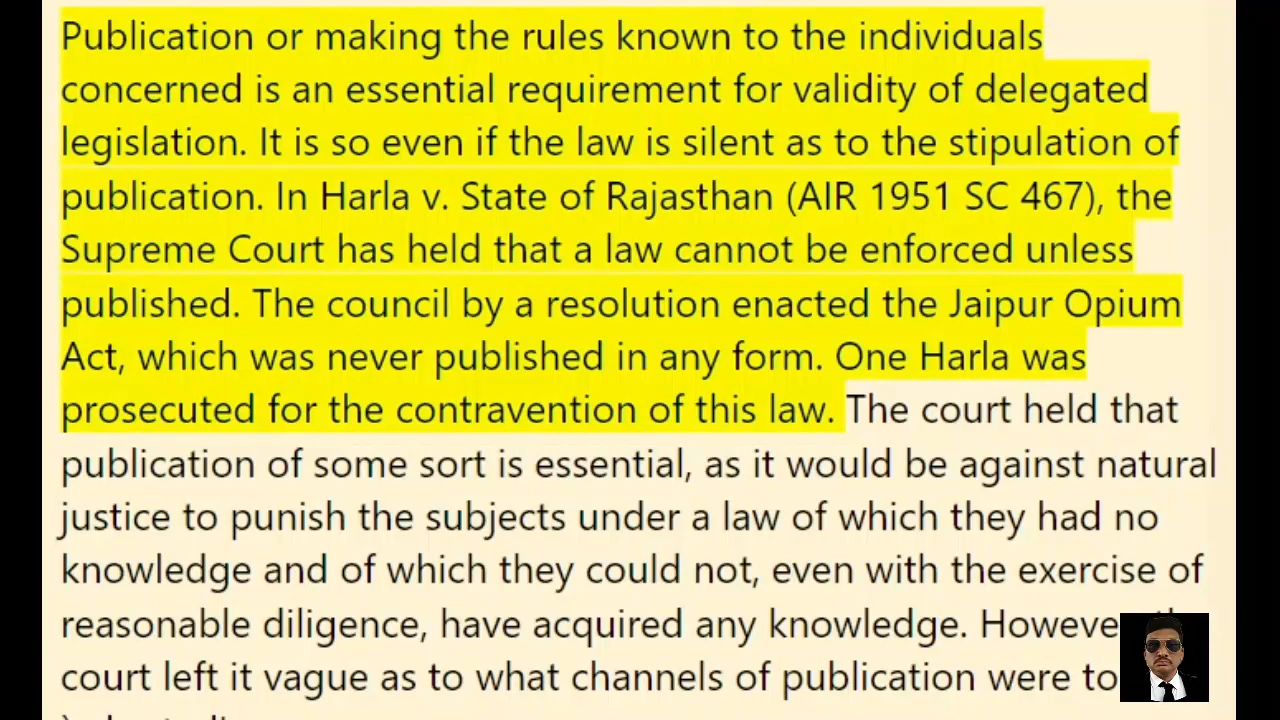 Publication or making the rules known to the individuals
concerned is an essential requirement for validity of delegated
legislation. It is so even if the law is silent as to the stipulation of
publication. In Harla v. State of Rajasthan (AIR 1951 SC 467), the
Supreme Court has held that a law cannot be enforced unless
published. The council by a resolution enacted the Jaipur Opium
Act, which was never published in any form. One Harla was
prosecuted for the contravention of this law. The court held that
publication of some sort is essential, as it would be against natural
justice to punish the subjects under a law of which they had no
knowledge and of which they could not, even with the exercise of
reasonable diligence, have acquired any knowledge.
court left it vague as to what channels of publication were to